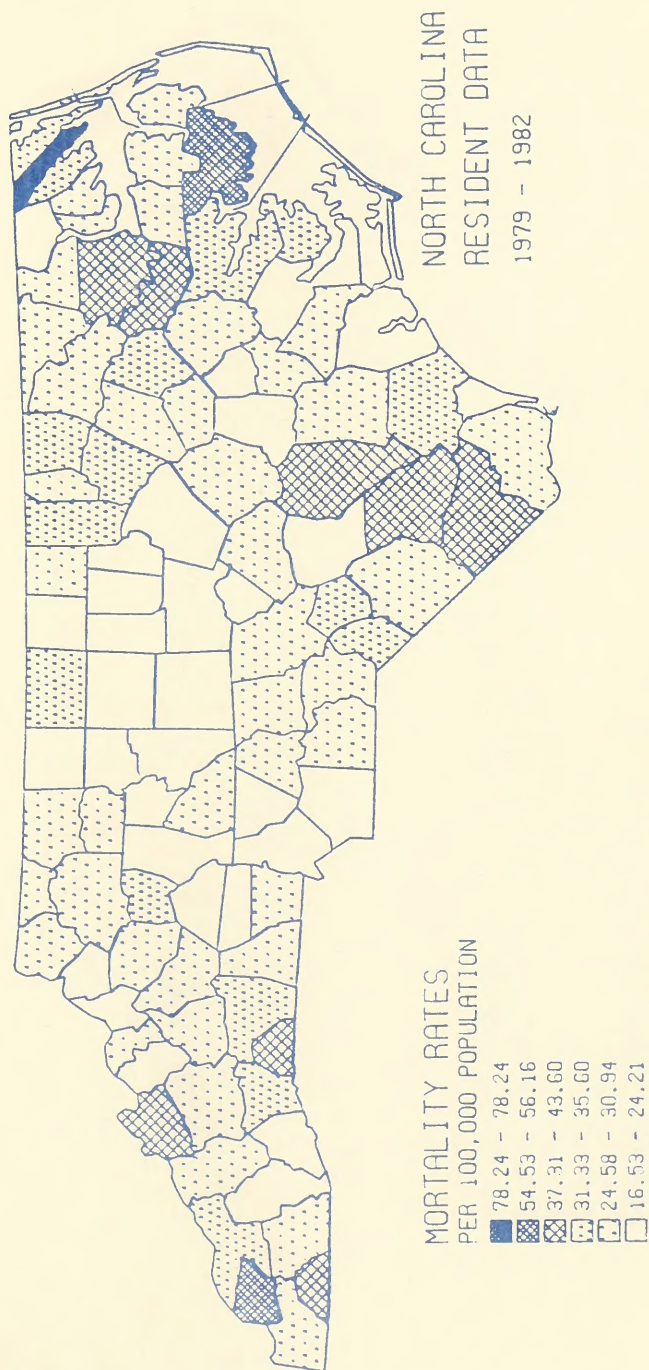 NORTH CAROLINA
RESIDENT DATA
1979 - 1982
MORTALITY RATES
PER 100,000 POPULATION
78.24 - 78.24
54.53 - 56.16
37.31 - 43.60
31.33 - 35.60
24.58 - 30.94
16.53 - 24.21